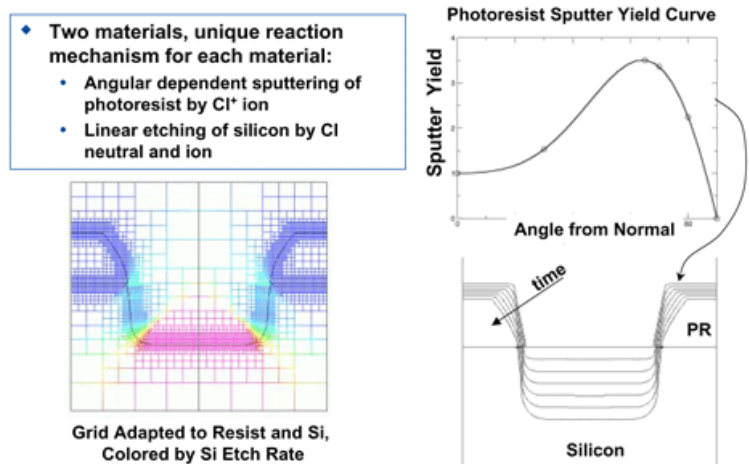 Two materials, unique reaction
mechanism for each material:
Angular dependent sputtering of
photoresist by Cl⁺ ion
Linear etching of silicon by Cl
neutral and ion
Grid Adapted to Resist and Si,
Colored by Si Etch Rate
Photoresist Sputter Yield Curve
Sputter Yield
4
3
2
1
0
0
80
Angle from Normal
time
PR
Silicon